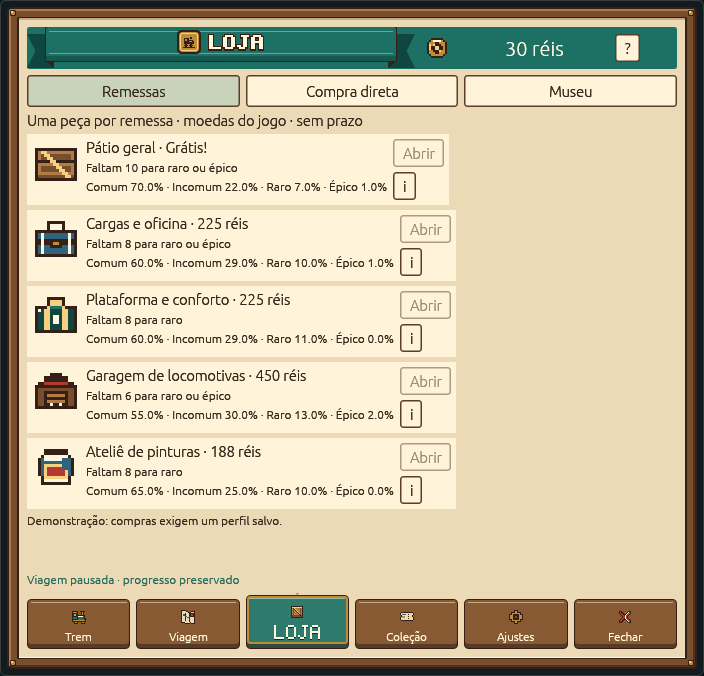 LOJA
30 réis
?
Remessas
Compra direta
Museu
Uma peça por remessa · moedas do jogo · sem prazo
Pátio geral · Grátis!
Abrir
Faltam 10 para raro ou épico
Comum 70.0% · Incomum 22.0% · Raro 7.0% · Épico 1.0%
i
Cargas e oficina · 225 réis
Abrir
Faltam 8 para raro ou épico
Comum 60.0% · Incomum 29.0% · Raro 10.0% · Épico 1.0%
i
Plataforma e conforto · 225 réis
Abrir
Faltam 8 para raro
Comum 60.0% · Incomum 29.0% · Raro 11.0% · Épico 0.0%
i
Garagem de locomotivas · 450 réis
Abrir
Faltam 6 para raro ou épico
Comum 55.0% · Incomum 30.0% · Raro 13.0% · Épico 2.0%
i
Ateliê de pinturas · 188 réis
Abrir
Faltam 8 para raro
Comum 65.0% · Incomum 25.0% · Raro 10.0% · Épico 0.0%
i
Demonstração: compras exigem um perfil salvo.
Viagem pausada · progresso preservado
Trem
Viagem
LOJA
Coleção
Ajustes
Fechar